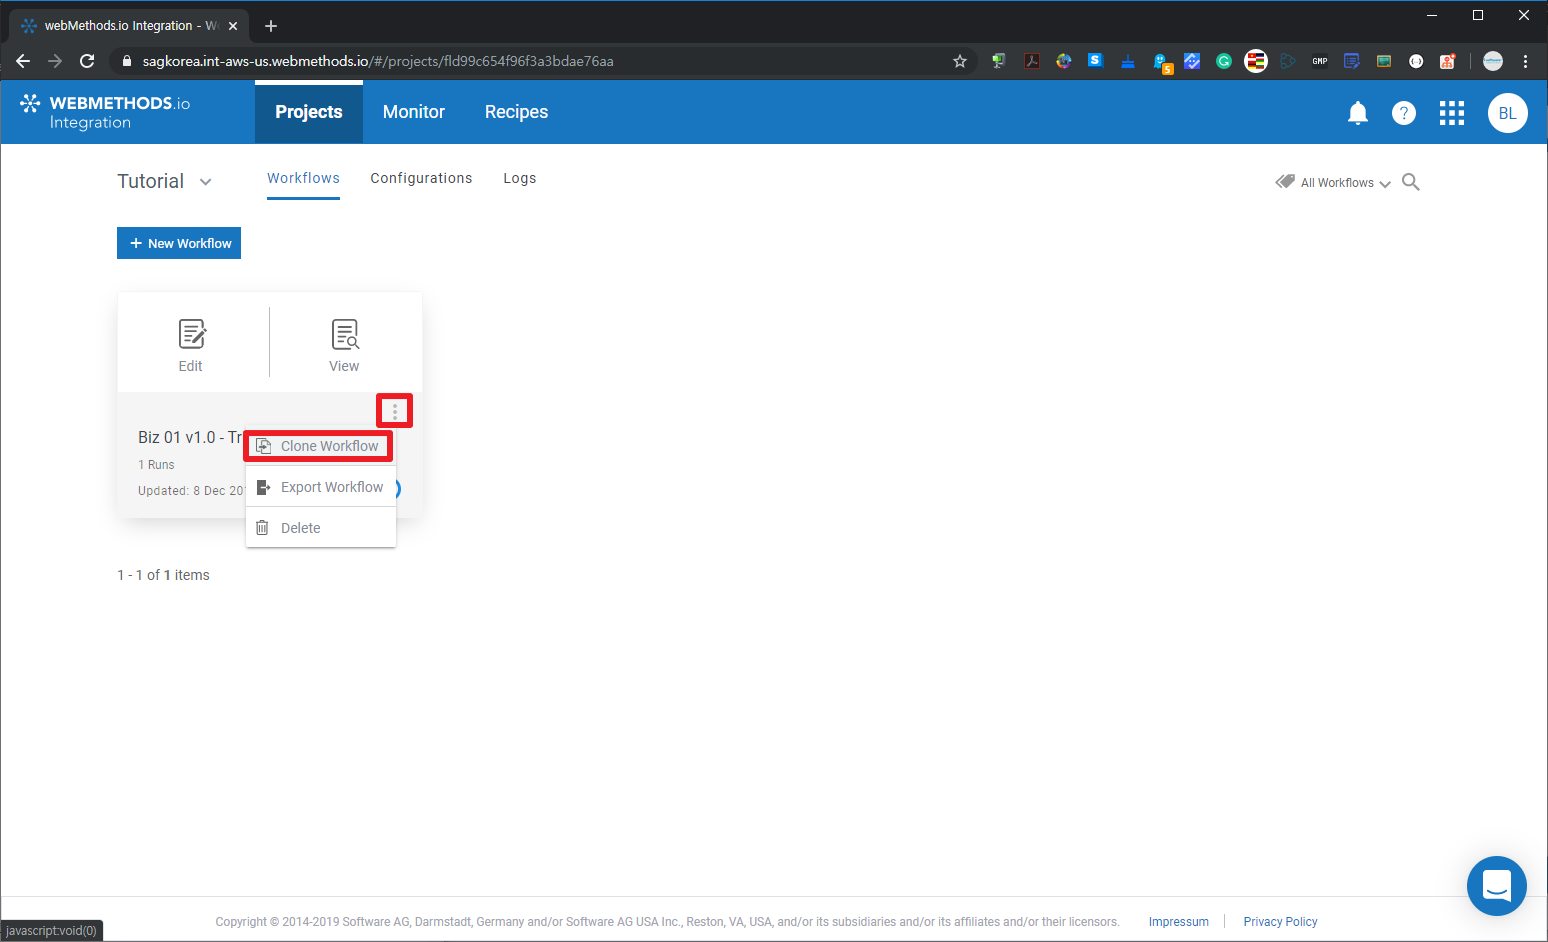 webMethods.io Integration - W
sagkorea.int-aws-us.webmethods.io/#/projects/fld99c654f96f3a3bdae76aa
S
5
G
GMP
WEBMETHODS.io
Integration
Projects
Monitor
Recipes
?
BL
Tutorial
Workflows
Configurations
Logs
All Workflows
+ New Workflow
Edit
View
Biz 01 v1.0 - Tr
Clone Workflow
1 Runs
Updated: 8 Dec 20
Export Workflow
Delete
1 - 1 of 1 items
Copyright © 2014-2019 Software AG, Darmstadt, Germany and/or Software AG USA Inc., Reston, VA, USA, and/or its subsidiaries and/or its affiliates and/or their licensors.
Impressum
Privacy Policy
javascript:void(0)